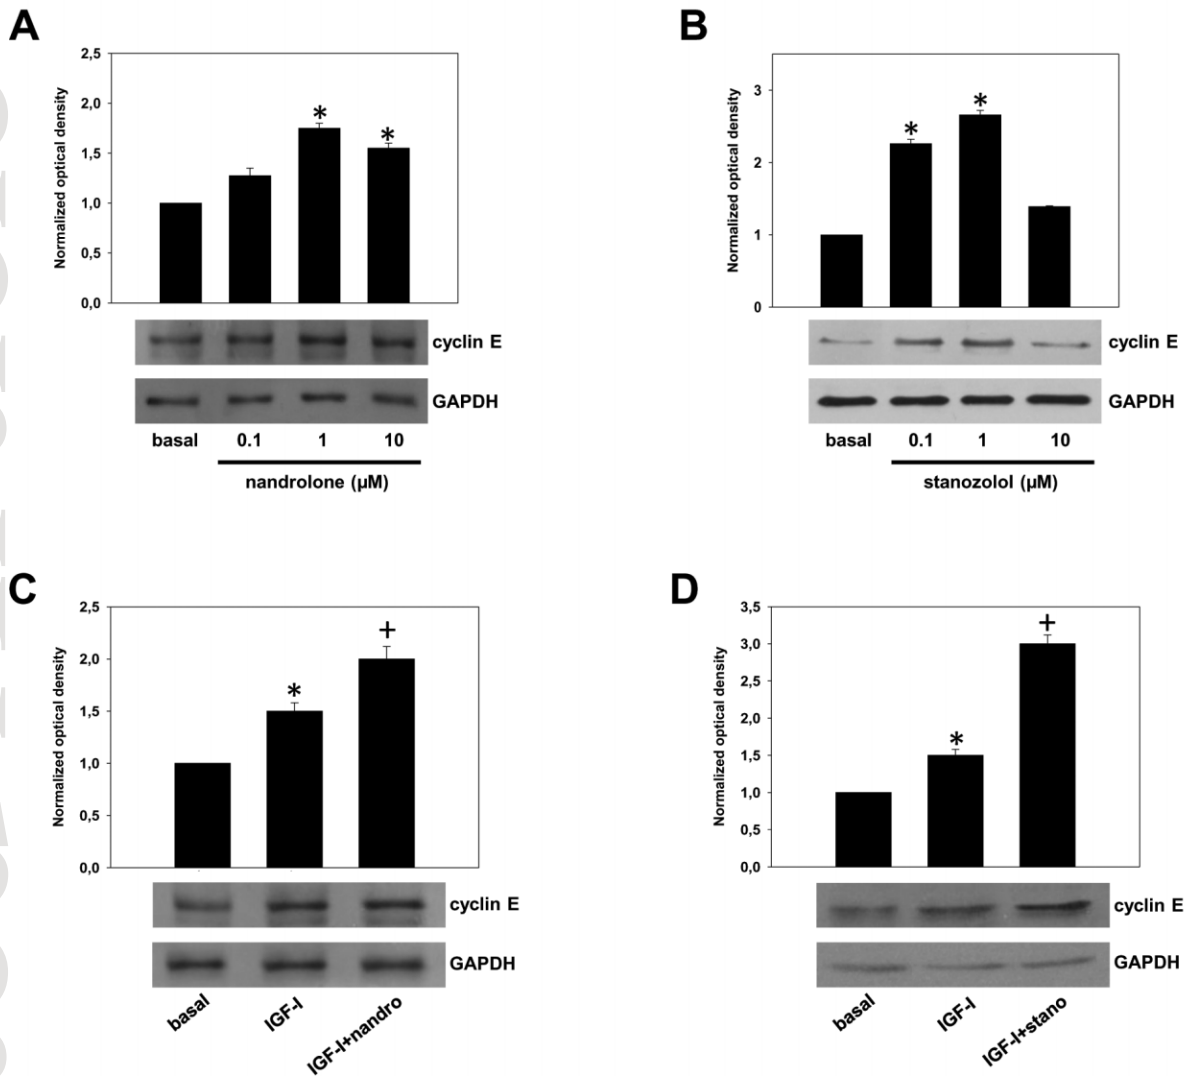 A
2,5
2,0
1,5
1,0
0,5
0,0
Normalized optical density
*
*
cyclin E
GAPDH
basal 0.1 1 10
nandrolone (µM)
B
3
2
1
0
Normalized optical density
*
*
cyclin E
GAPDH
basal 0.1 1 10
stanozolol (µM)
C
2,5
2,0
1,5
1,0
0,5
0,0
Normalized optical density
*
+
cyclin E
GAPDH
basal IGF-I IGF-I+nandro
D
3,5
3,0
2,5
2,0
1,5
1,0
0,5
0,0
Normalized optical density
*
+
cyclin E
GAPDH
basal IGF-I IGF-I+stano